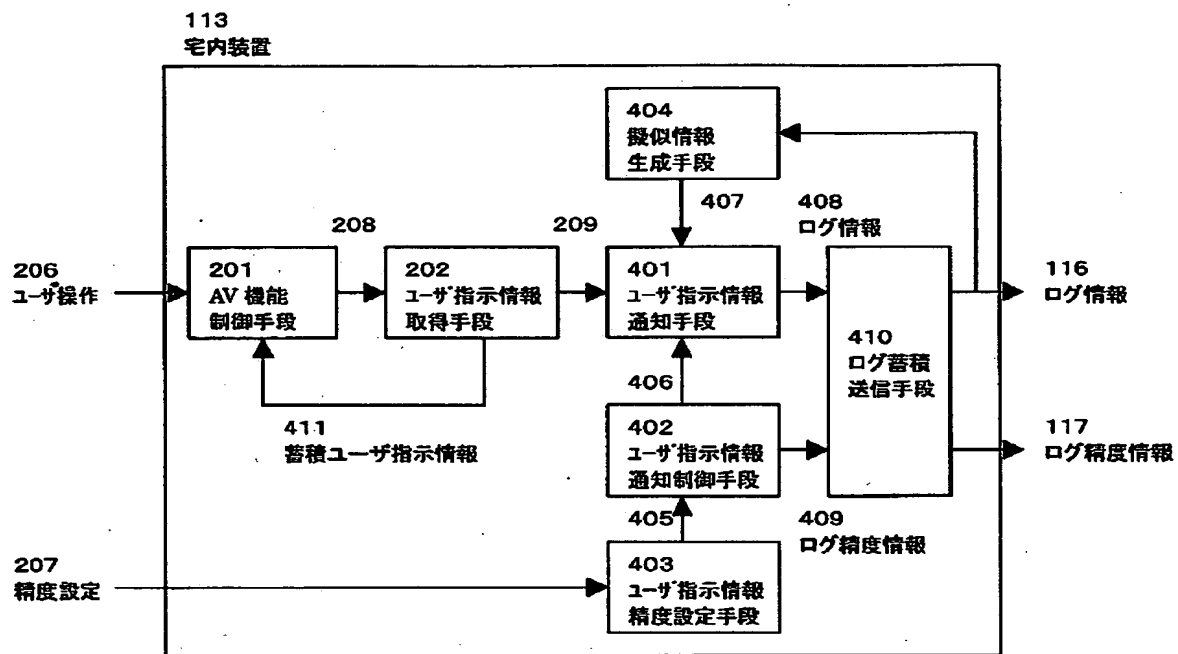 113
宅内装置
404
擬似情報
生成手段
407
408
ログ情報
208
209
206
ユーザ操作
201
AV 機能
制御手段
202
ユーザ指示情報
取得手段
401
ユーザ指示情報
通知手段
116
ログ情報
410
ログ蓄積
送信手段
406
411
蓄積ユーザ指示情報
402
ユーザ指示情報
通知制御手段
117
ログ精度情報
405
409
ログ精度情報
207
精度設定
403
ユーザ指示情報
精度設定手段